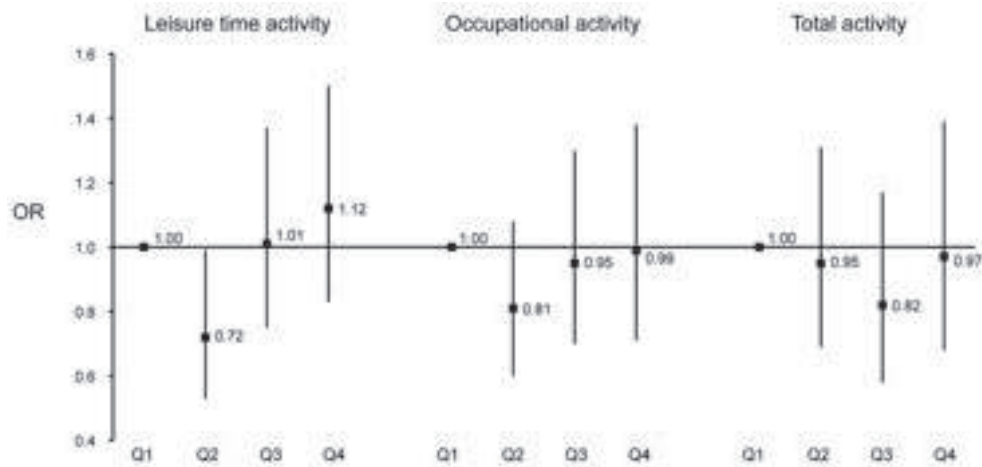 Leisure time activity Occupational activity Total activity
1.6
1.4
1.2
1.12
OR
1.00 1.01 1.00 1.00
1.0
0.95 0.99 0.95 0.97
0.81 0.82
0.8
0.72
0.6
0.4
Q1 Q2 Q3 Q4 Q1 Q2 Q3 Q4 Q1 Q2 Q3 Q4